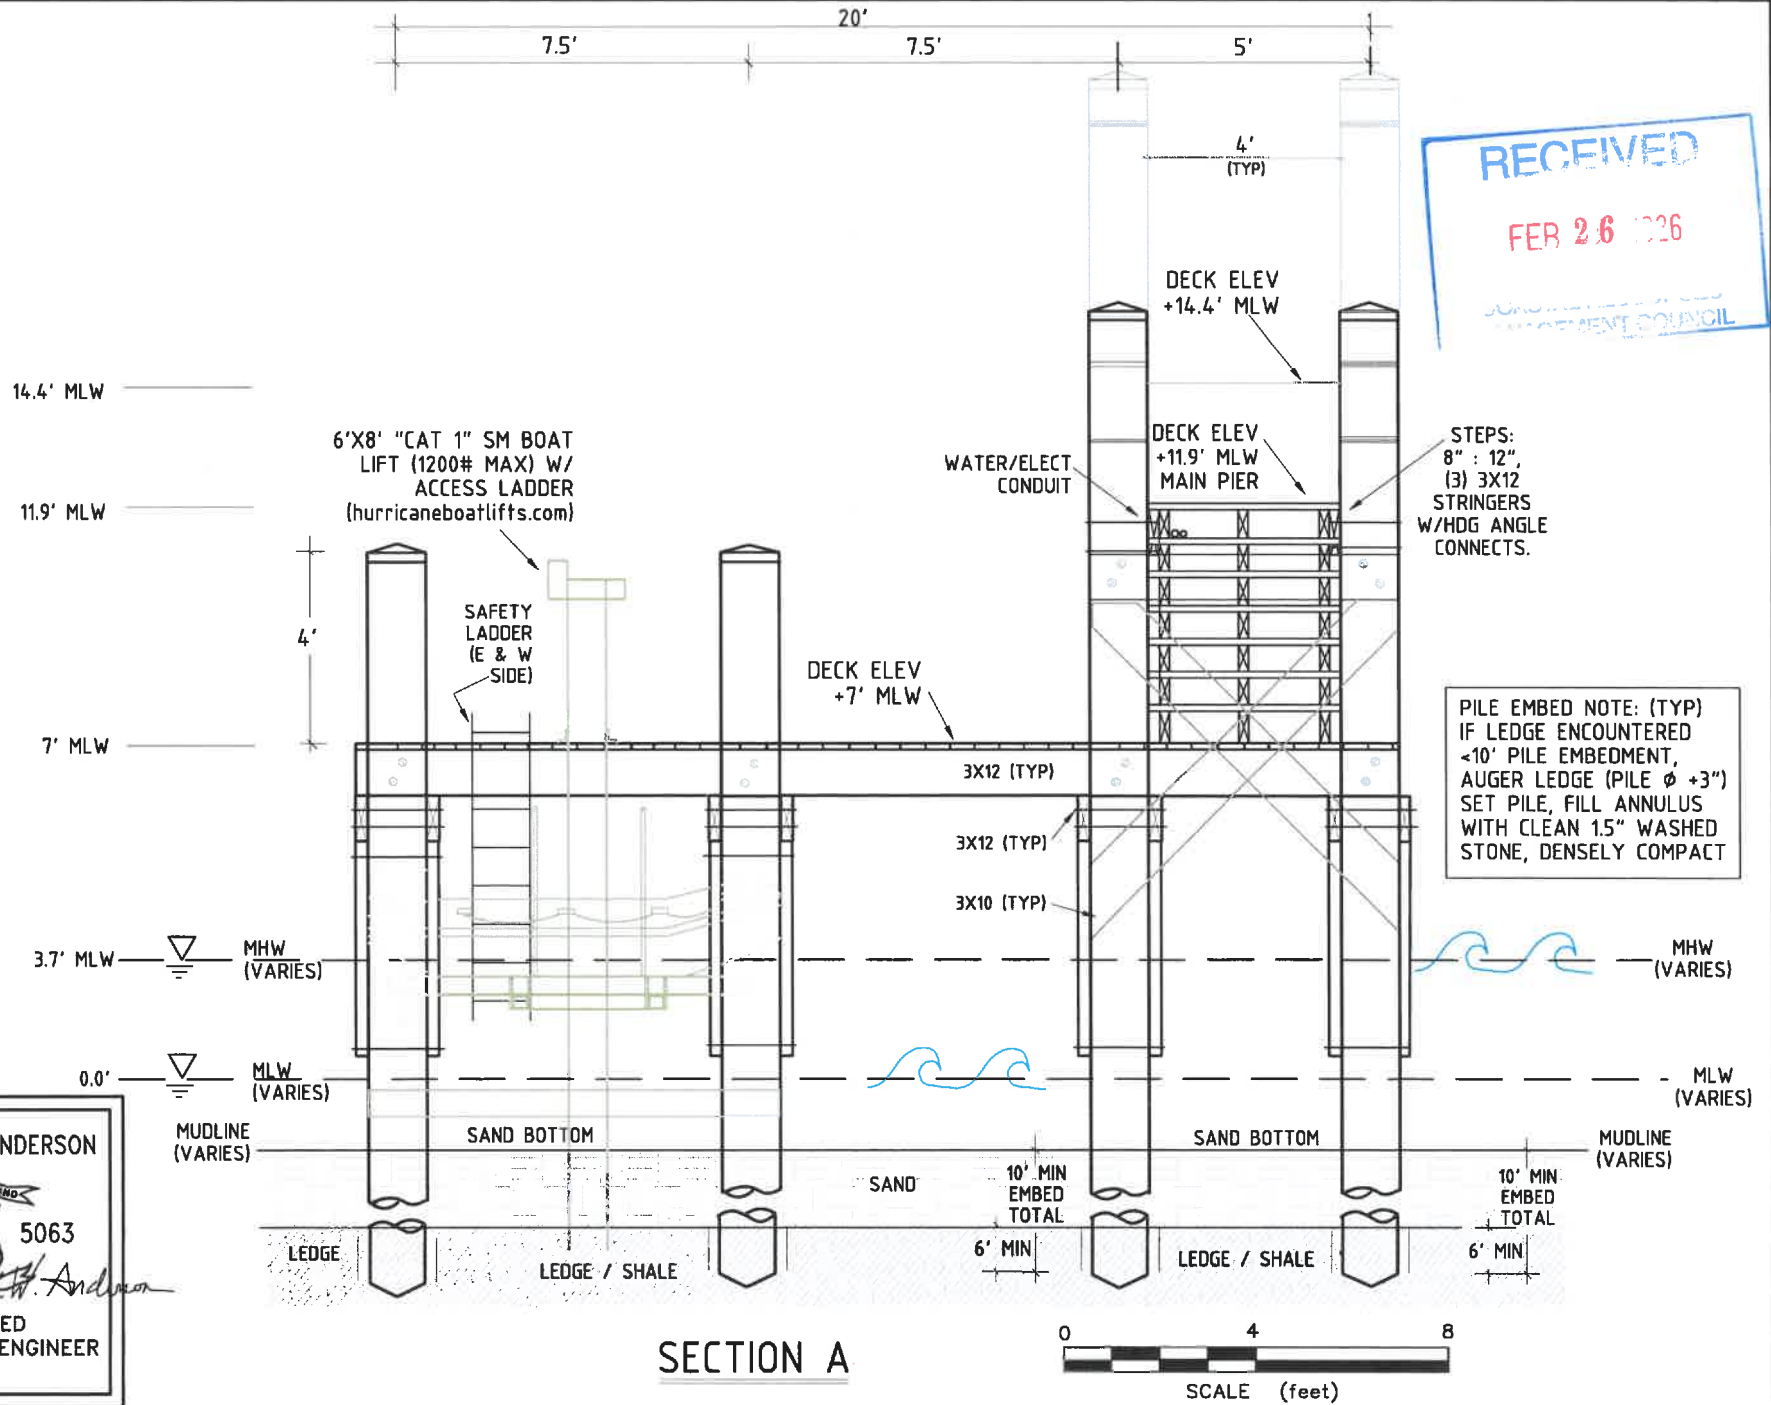 20'
7.5'
7.5'
5'
4'
(TYP)
RECEIVED
FEB 26
MANAGEMENT COUNCIL
DECK ELEV
+14.4' MLW
14.4' MLW
6'X8' "CAT 1" SM BOAT
LIFT (1200# MAX) W/
ACCESS LADDER
(hurricaneboatlifts.com)
WATER/ELECT
CONDUIT
DECK ELEV
+11.9' MLW
MAIN PIER
STEPS:
8" : 12",
(3) 3X12
STRINGERS
W/HDG ANGLE
CONNECTS.
11.9' MLW
4'
SAFETY
LADDER
(E & W
SIDE)
DECK ELEV
+7' MLW
7' MLW
3X12 (TYP)
3X12 (TYP)
3X10 (TYP)
PILE EMBED NOTE: (TYP)
IF LEDGE ENCOUNTERED
<10' PILE EMBEDMENT,
AUGER LEDGE (PILE Φ +3")
SET PILE, FILL ANNULUS
WITH CLEAN 1.5" WASHED
STONE, DENSELY COMPACT
3.7' MLW
MHW
(VARIES)
MHW
(VARIES)
0.0'
MLW
(VARIES)
MLW
(VARIES)
MUDLINE
(VARIES)
SAND BOTTOM
SAND BOTTOM
MUDLINE
(VARIES)
SAND
10' MIN
EMBED
TOTAL
10' MIN
EMBED
TOTAL
6' MIN
6' MIN
LEDGE
LEDGE / SHALE
LEDGE / SHALE
NDERSON
5063
H. Anderson
ED
ENGINEER
SECTION A
0 4 8
SCALE (feet)